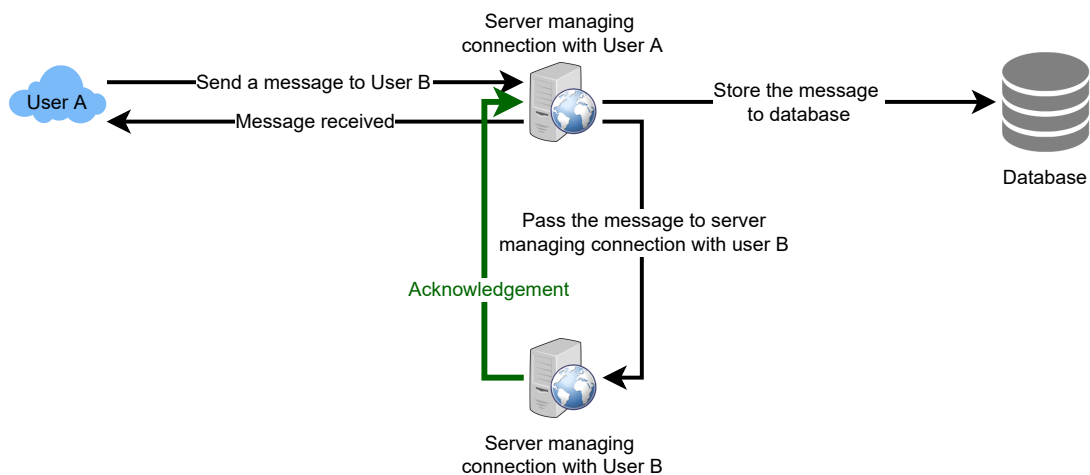 Server managing
connection with User A
User A
Send a message to User B
Message received
Store the message
to database
Database
Pass the message to server
managing connection with user B
Acknowledgement
Server managing
connection with User B